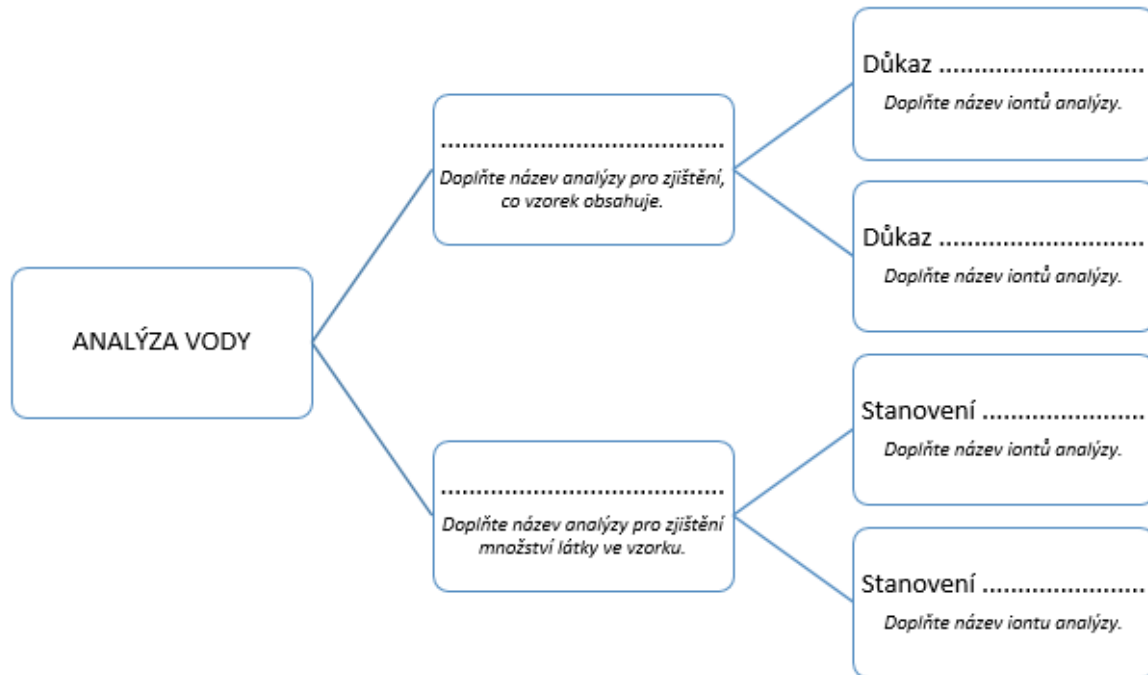 ANALÝZA VODY
.......................................
Doplňte název analýzy pro zjištění,
co vzorek obsahuje.
.......................................
Doplňte název analýzy pro zjištění
množství látky ve vzorku.
Důkaz .............................
Doplňte název iontů analýzy.
Důkaz .............................
Doplňte název iontů analýzy.
Stanovení .......................
Doplňte název iontů analýzy.
Stanovení .......................
Doplňte název iontu analýzy.